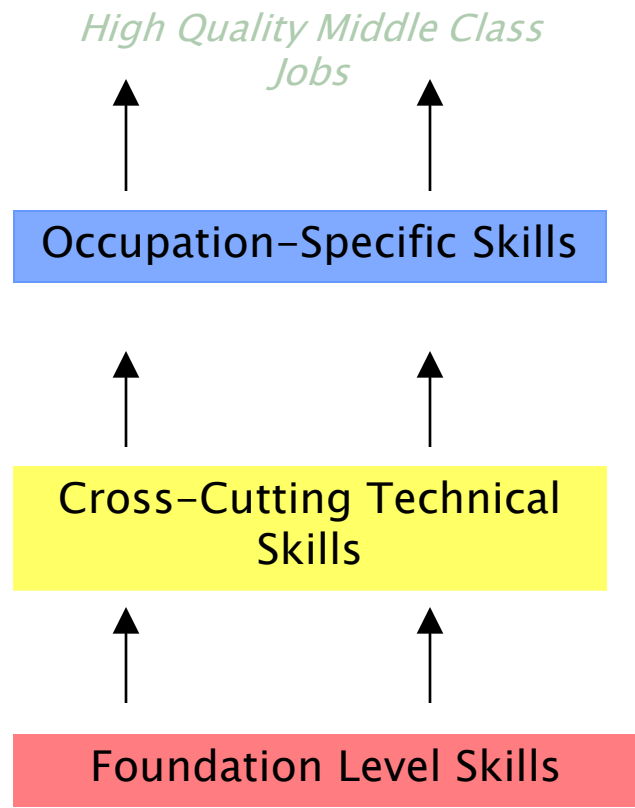 High Quality Middle Class
Jobs
Occupation-Specific Skills
Cross-Cutting Technical
Skills
Foundation Level Skills